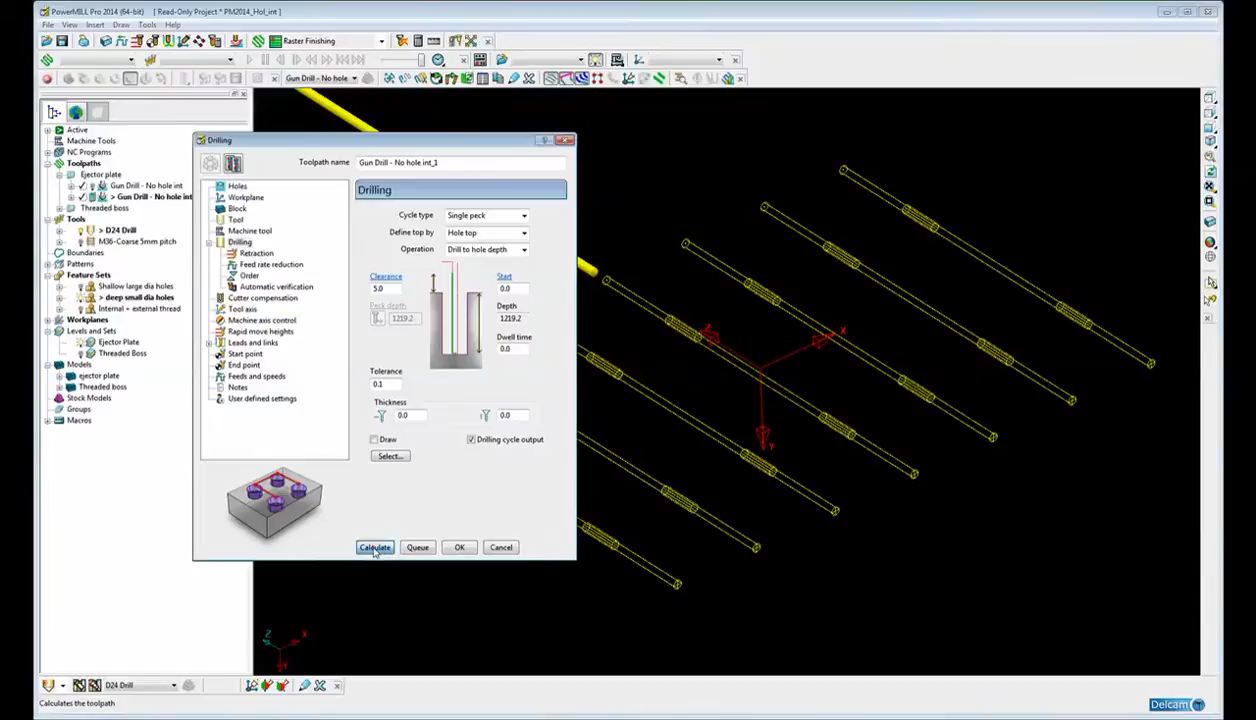 PowerMILL Pro 2014 (64-bit) [ Read-Only Project * PM2014_Hol_int ]
File View Insert Draw Tools Help
Raster Finishing
Gun Drill - No hole
Active
Machine Tools
NC Programs
Toolpaths
Ejector plate
Gun Drill - No hole int
> Gun Drill - No hole int
Threaded boss
Tools
> D24 Drill
M36-Coarse 5mm pitch
Boundaries
Patterns
Feature Sets
Shallow large dia holes
> deep small dia holes
Internal + external thread
Workplanes
Levels and Sets
Ejector Plate
Threaded Boss
Models
ejector plate
Threaded boss
Stock Models
Groups
Macros
Drilling
Toolpath name Gun Drill - No hole int_1
Holes
Workplane
Block
Tool
Machine tool
Drilling
Retraction
Feed rate reduction
Order
Automatic verification
Cutter compensation
Tool axis
Machine axis control
Rapid move heights
Leads and links
Start point
End point
Feeds and speeds
Notes
User defined settings
Drilling
Cycle type Single peck
Define top by Hole top
Operation Drill to hole depth
Clearance
5.0
Start
0.0
Peck depth
1219.2
Depth
1219.2
Dwell time
0.0
Tolerance
0.1
Thickness
0.0 0.0
Draw Drilling cycle output
Select...
Calculate Queue OK Cancel
Z X
Y
Z X
Y
D24 Drill
Calculates the toolpath
Delcam